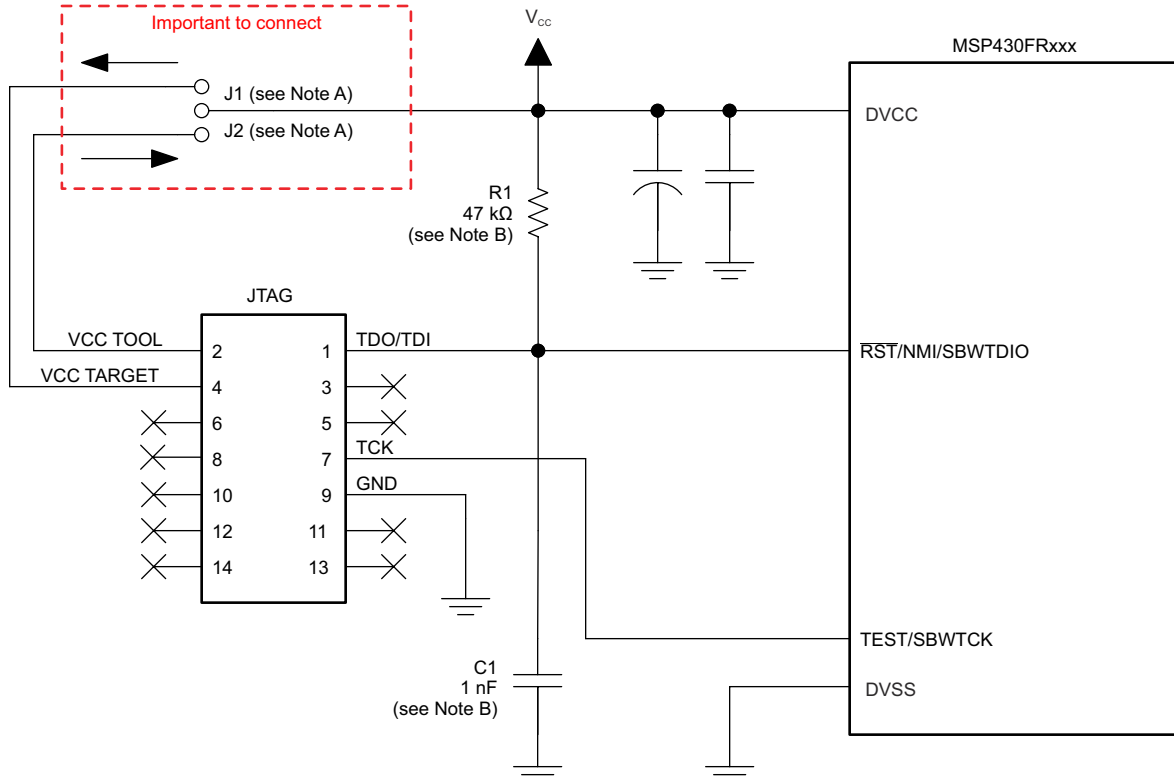 Important to connect
VCC
MSP430FRxxx
J1 (see Note A)
J2 (see Note A)
DVCC
R1
47 kΩ
(see Note B)
JTAG
VCC TOOL
2
1
TDO/TDI
RST/NMI/SBWTDIO
VCC TARGET
4
3
6
5
8
7
TCK
10
9
GND
12
11
14
13
TEST/SBWTCK
C1
1 nF
(see Note B)
DVSS